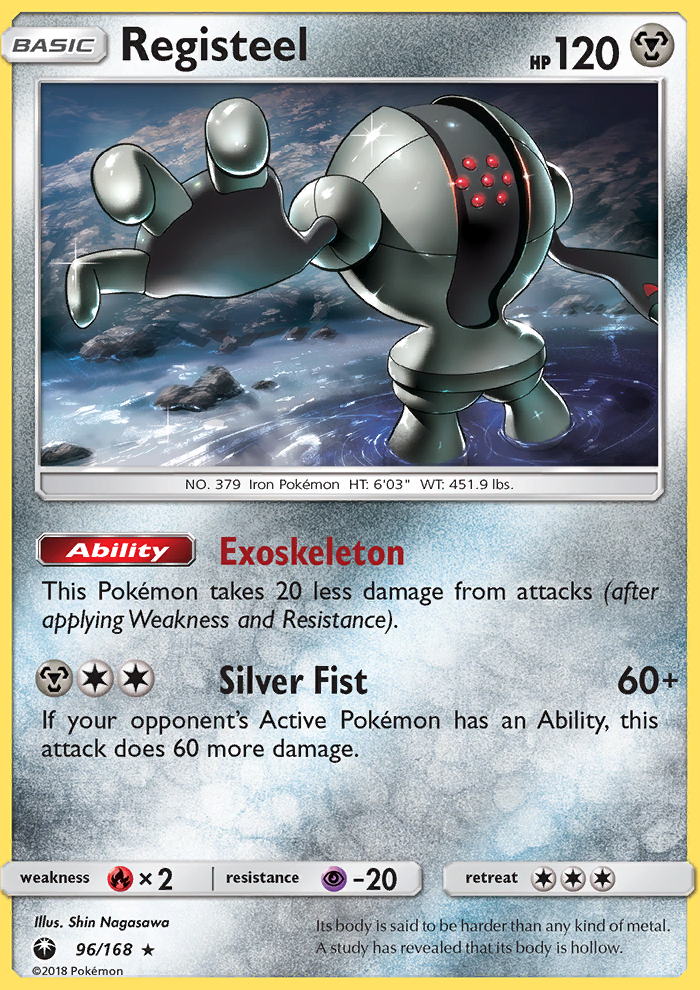 BASIC Registeel HP 120
NO. 379 Iron Pokémon HT: 6'03" WT: 451.9 lbs.
Ability Exoskeleton
This Pokémon takes 20 less damage from attacks (after
applying Weakness and Resistance).
Silver Fist 60+
If your opponent's Active Pokémon has an Ability, this
attack does 60 more damage.
weakness ×2 resistance –20 retreat
Illus. Shin Nagasawa
96/168 ★
©2018 Pokémon
Its body is said to be harder than any kind of metal.
A study has revealed that its body is hollow.